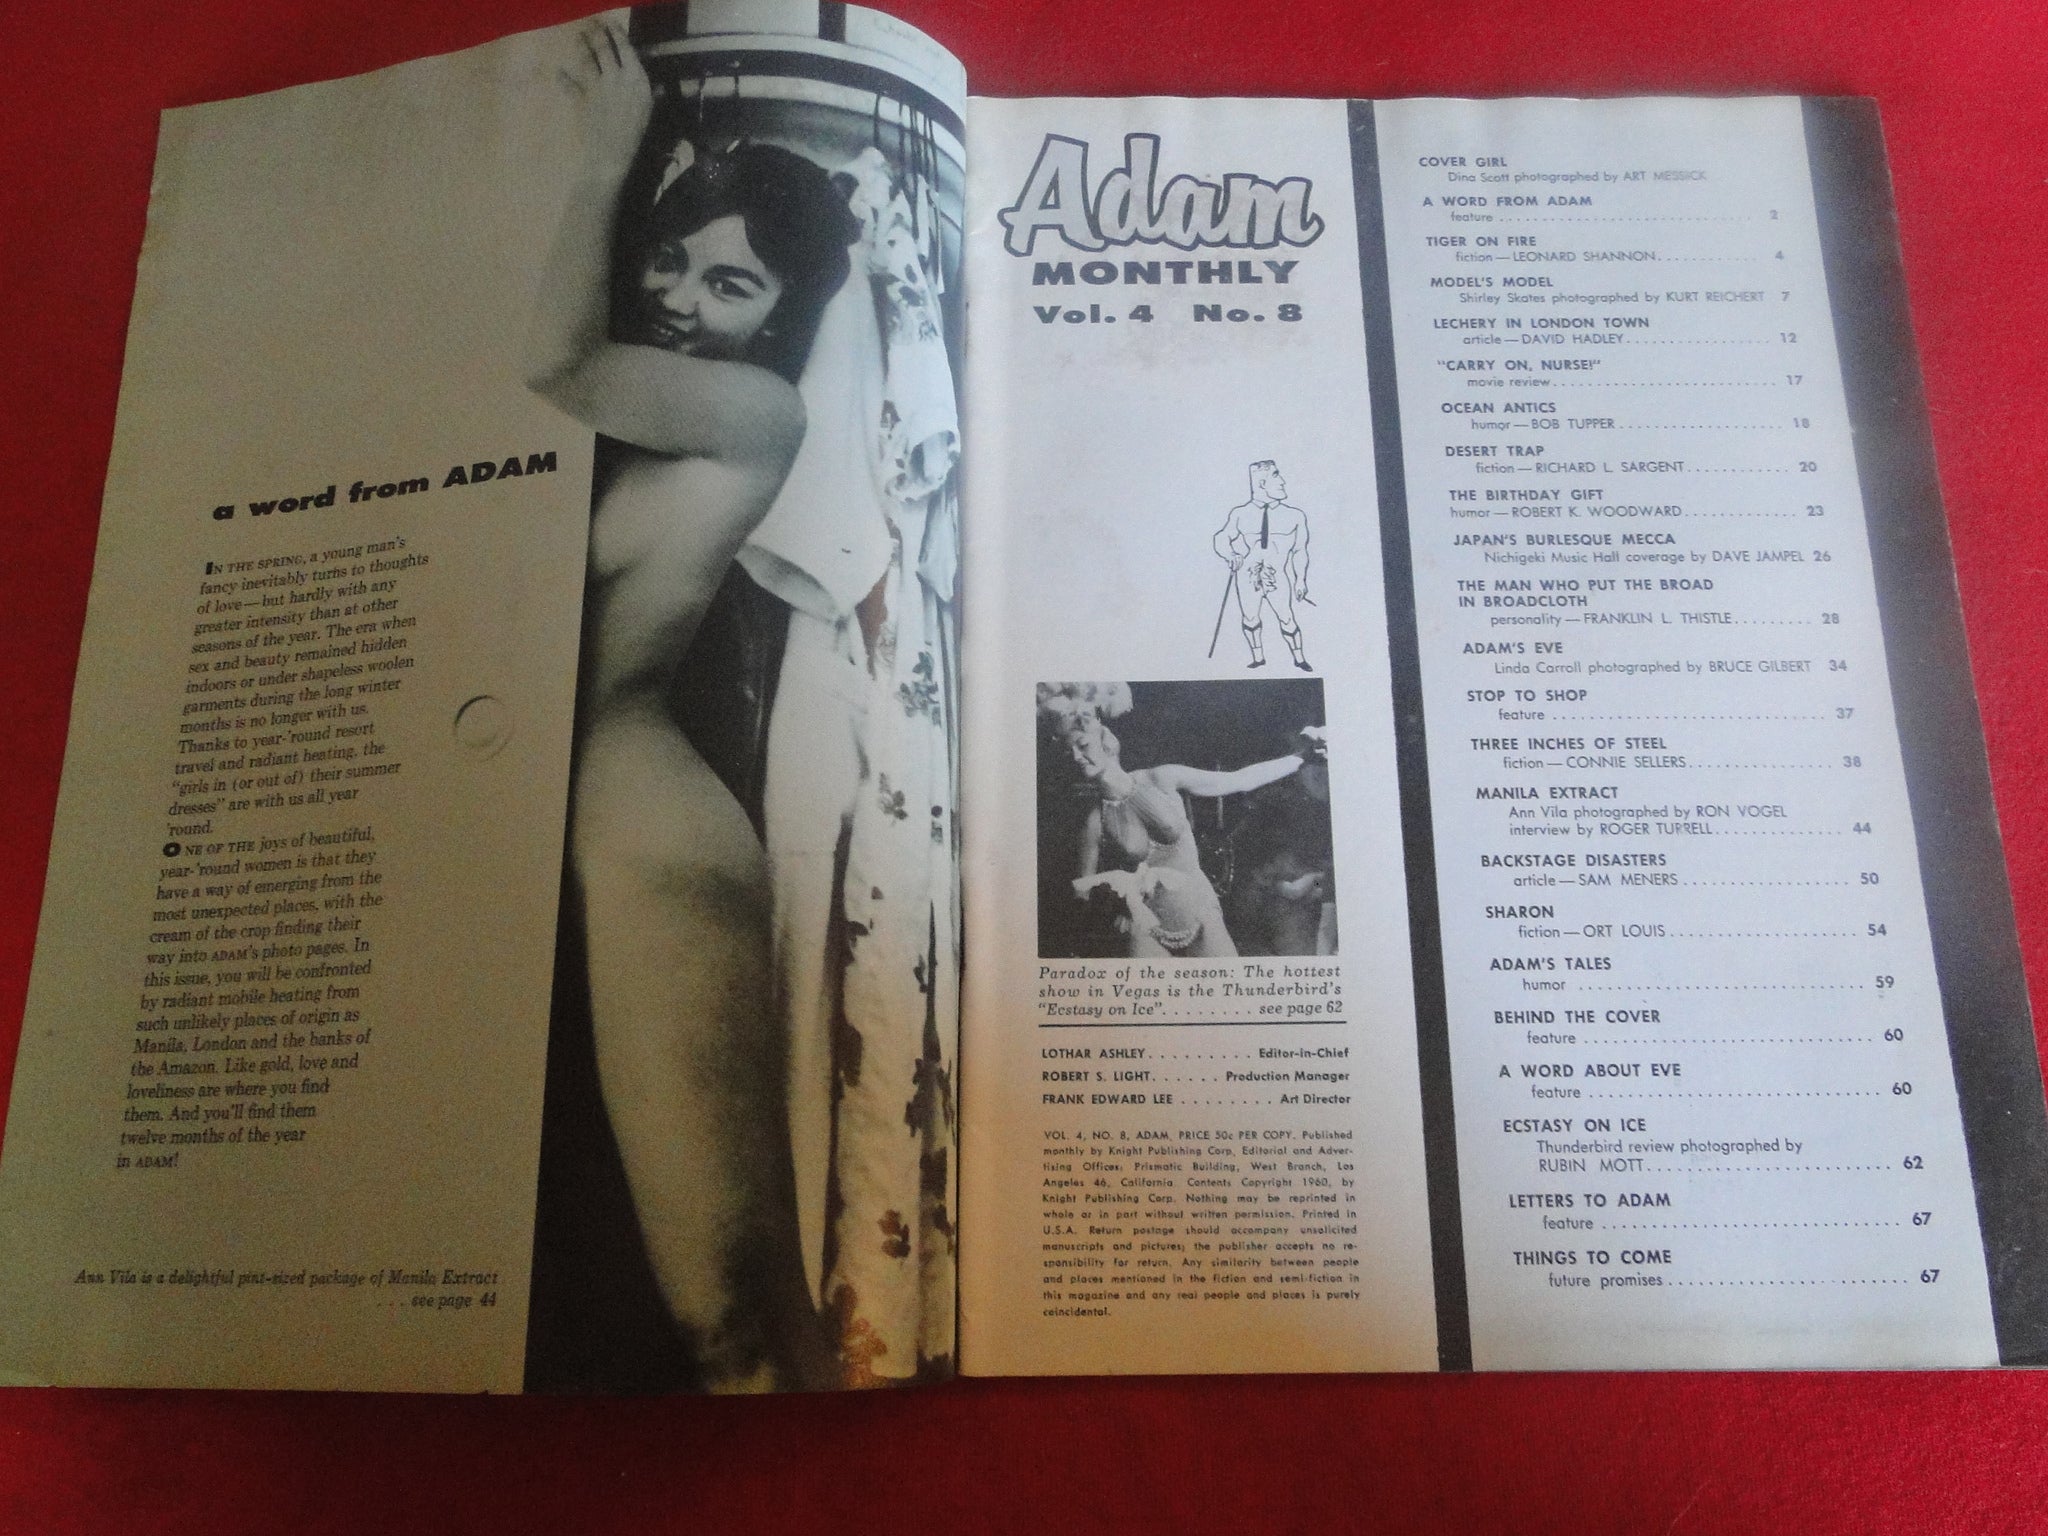 a word from ADAM
IN THE SPRING, a young man's
fancy inevitably turns to thoughts
of love—but hardly with any
greater intensity than at other
seasons of the year. The era when
sex and beauty remained hidden
indoors or under shapeless woolen
garments during the long winter
months is no longer with us.
Thanks to year-'round resort
travel and radiant heating, the
"girls in (or out of) their summer
dresses" are with us all year
'round.
ONE OF THE joys of beautiful,
year-'round women is that they
have a way of emerging from the
most unexpected places, with the
cream of the crop finding their
way into ADAM's photo pages. In
this issue, you will be confronted
by radiant mobile heating from
such unlikely places of origin as
Manila, London and the banks of
the Amazon. Like gold, love and
loveliness are where you find
them. And you'll find them
twelve months of the year
in ADAM!
Ann Vila is a delightful pint-sized package of Manila Extract
. . . see page 44
Adam
MONTHLY
Vol. 4 No. 8
Paradox of the season: The hottest
show in Vegas is the Thunderbird's
"Ecstasy on Ice" . . . . . . . . see page 62
LOTHAR ASHLEY . . . . . . . . . Editor-in-Chief
ROBERT S. LIGHT . . . . . . Production Manager
FRANK EDWARD LEE . . . . . . . . Art Director
VOL. 4, NO. 8, ADAM, PRICE 50c PER COPY. Published
monthly by Knight Publishing Corp, Editorial and Adver-
tising Offices: Prismatic Building, West Branch, Los
Angeles 46, California. Contents Copyright 1960, by
Knight Publishing Corp. Nothing may be reprinted in
whole or in part without written permission. Printed in
U.S.A. Return postage should accompany unsolicited
manuscripts and pictures; the publisher accepts no re-
sponsibility for return. Any similarity between people
and places mentioned in the fiction and semi-fiction in
this magazine and any real people and places is purely
coincidental.
COVER GIRL
Dina Scott photographed by ART MESSICK
A WORD FROM ADAM
feature . . . . . . . . . . 2
TIGER ON FIRE
fiction—LEONARD SHANNON . . . . . . . . . . 4
MODEL'S MODEL
Shirley Skates photographed by KURT REICHERT 7
LECHERY IN LONDON TOWN
article—DAVID HADLEY . . . . . . . . . . 12
"CARRY ON, NURSE!"
movie review . . . . . . . . . . 17
OCEAN ANTICS
humor—BOB TUPPER . . . . . . . . . . 18
DESERT TRAP
fiction—RICHARD L. SARGENT . . . . . . . . . . 20
THE BIRTHDAY GIFT
humor—ROBERT K. WOODWARD . . . . . . . . . . 23
JAPAN'S BURLESQUE MECCA
Nichigeki Music Hall coverage by DAVE JAMPEL 26
THE MAN WHO PUT THE BROAD
IN BROADCLOTH
personality—FRANKLIN L. THISTLE . . . . . . . . . 28
ADAM'S EVE
Linda Carroll photographed by BRUCE GILBERT 34
STOP TO SHOP
feature . . . . . . . . . . 37
THREE INCHES OF STEEL
fiction—CONNIE SELLERS . . . . . . . . . . 38
MANILA EXTRACT
Ann Vila photographed by RON VOGEL
interview by ROGER TURRELL . . . . . . . . . . 44
BACKSTAGE DISASTERS
article—SAM MENERS . . . . . . . . . . 50
SHARON
fiction—ORT LOUIS . . . . . . . . . . 54
ADAM'S TALES
humor . . . . . . . . . . 59
BEHIND THE COVER
feature . . . . . . . . . . 60
A WORD ABOUT EVE
feature . . . . . . . . . . 60
ECSTASY ON ICE
Thunderbird review photographed by
RUBIN MOTT . . . . . . . . . . 62
LETTERS TO ADAM
feature . . . . . . . . . . 67
THINGS TO COME
future promises . . . . . . . . . . 67